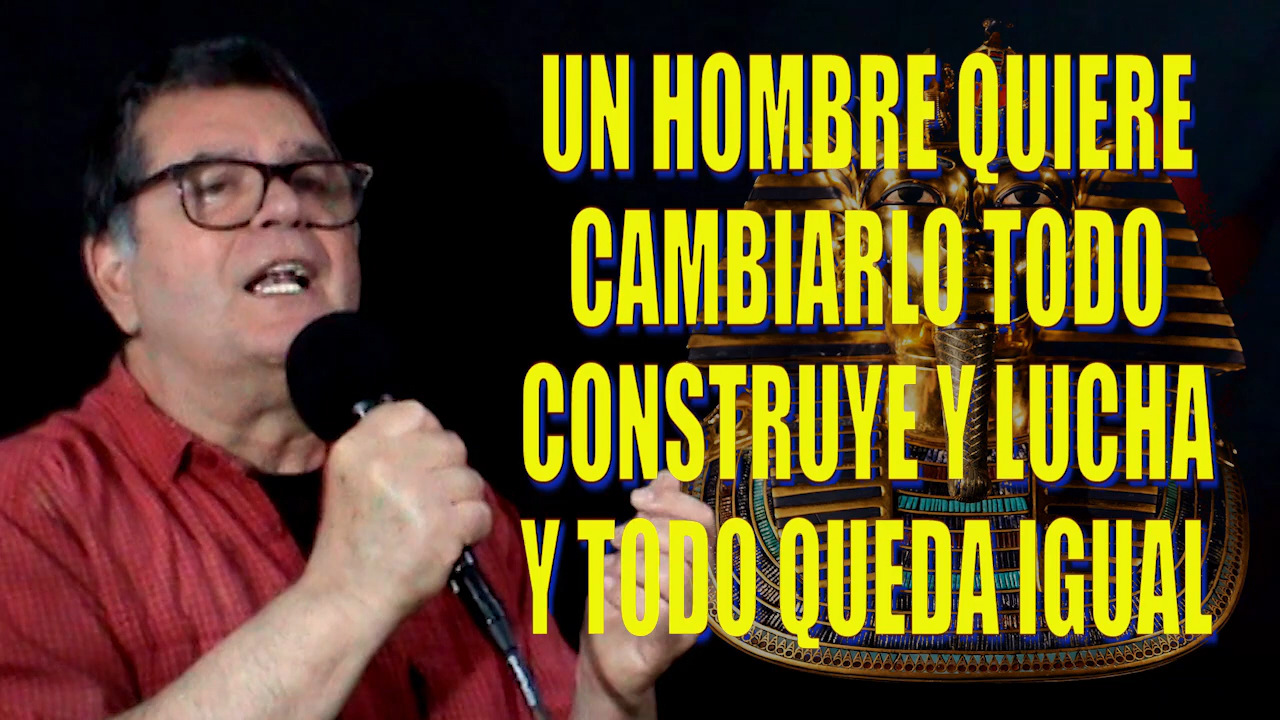 UN HOMBRE QUIERE
CAMBIARLO TODO
CONSTRUYE Y LUCHA
Y TODO QUEDA IGUAL